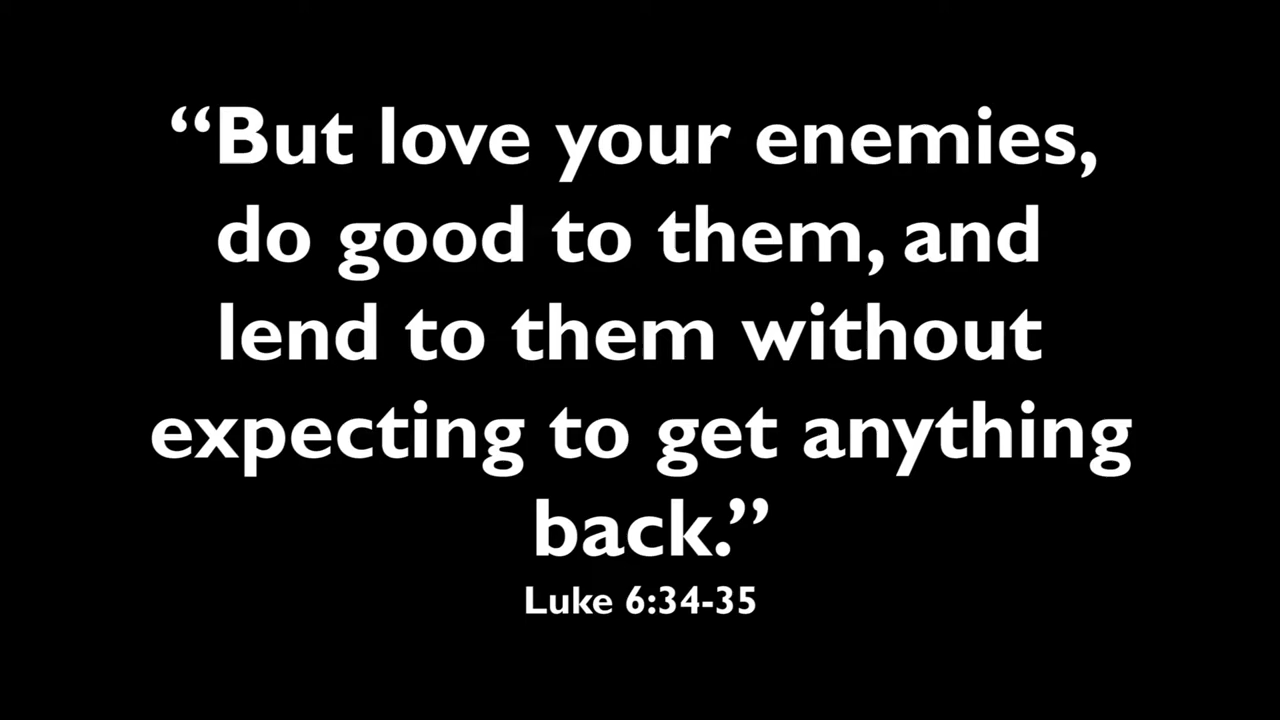 “But love your enemies,
do good to them, and
lend to them without
expecting to get anything
back.”
Luke 6:34-35